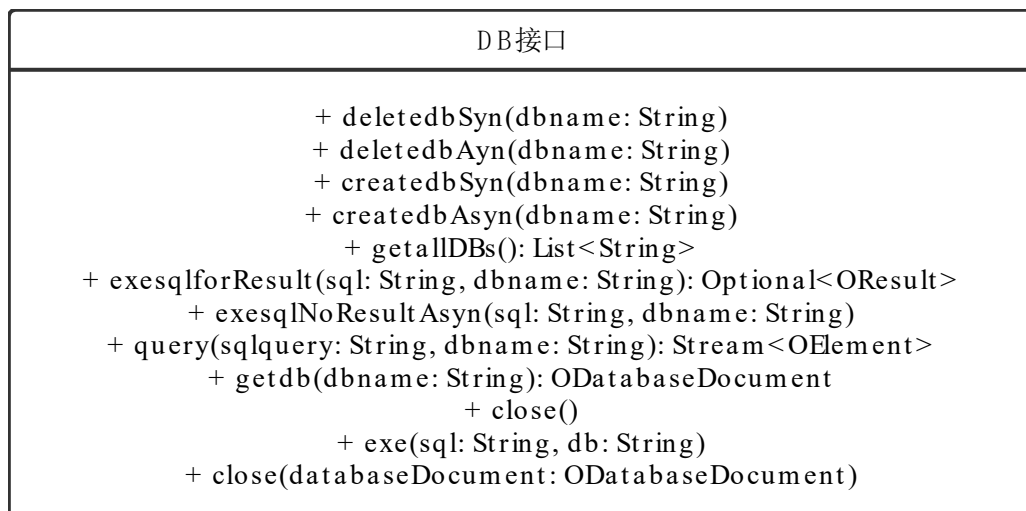 DB接口
+ deletedbSyn(dbname: String)
+ deletedbAyn(dbname: String)
+ createdbSyn(dbname: String)
+ createdbAsyn(dbname: String)
+ getallDBs(): List<String>
+ exesqlforResult(sql: String, dbname: String): Optional<OResult>
+ exesqlNoResultAsyn(sql: String, dbname: String)
+ query(sqlquery: String, dbname: String): Stream<OElement>
+ getdb(dbname: String): ODatabaseDocument
+ close()
+ exe(sql: String, db: String)
+ close(databaseDocument: ODatabaseDocument)